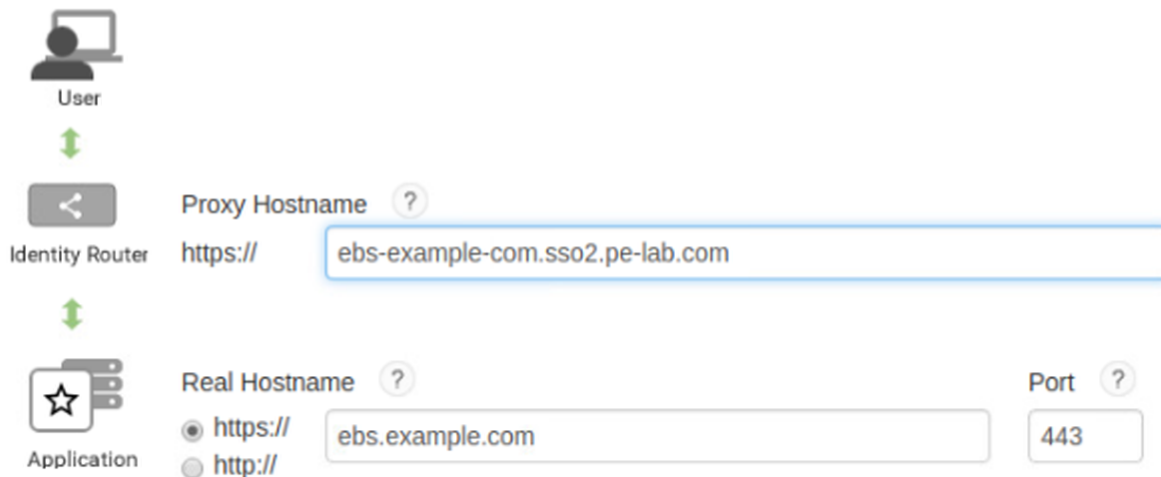 User
Proxy Hostname ?
Identity Router https:// ebs-example-com.sso2.pe-lab.com
Real Hostname ? Port ?
https:// ebs.example.com 443
Application http://